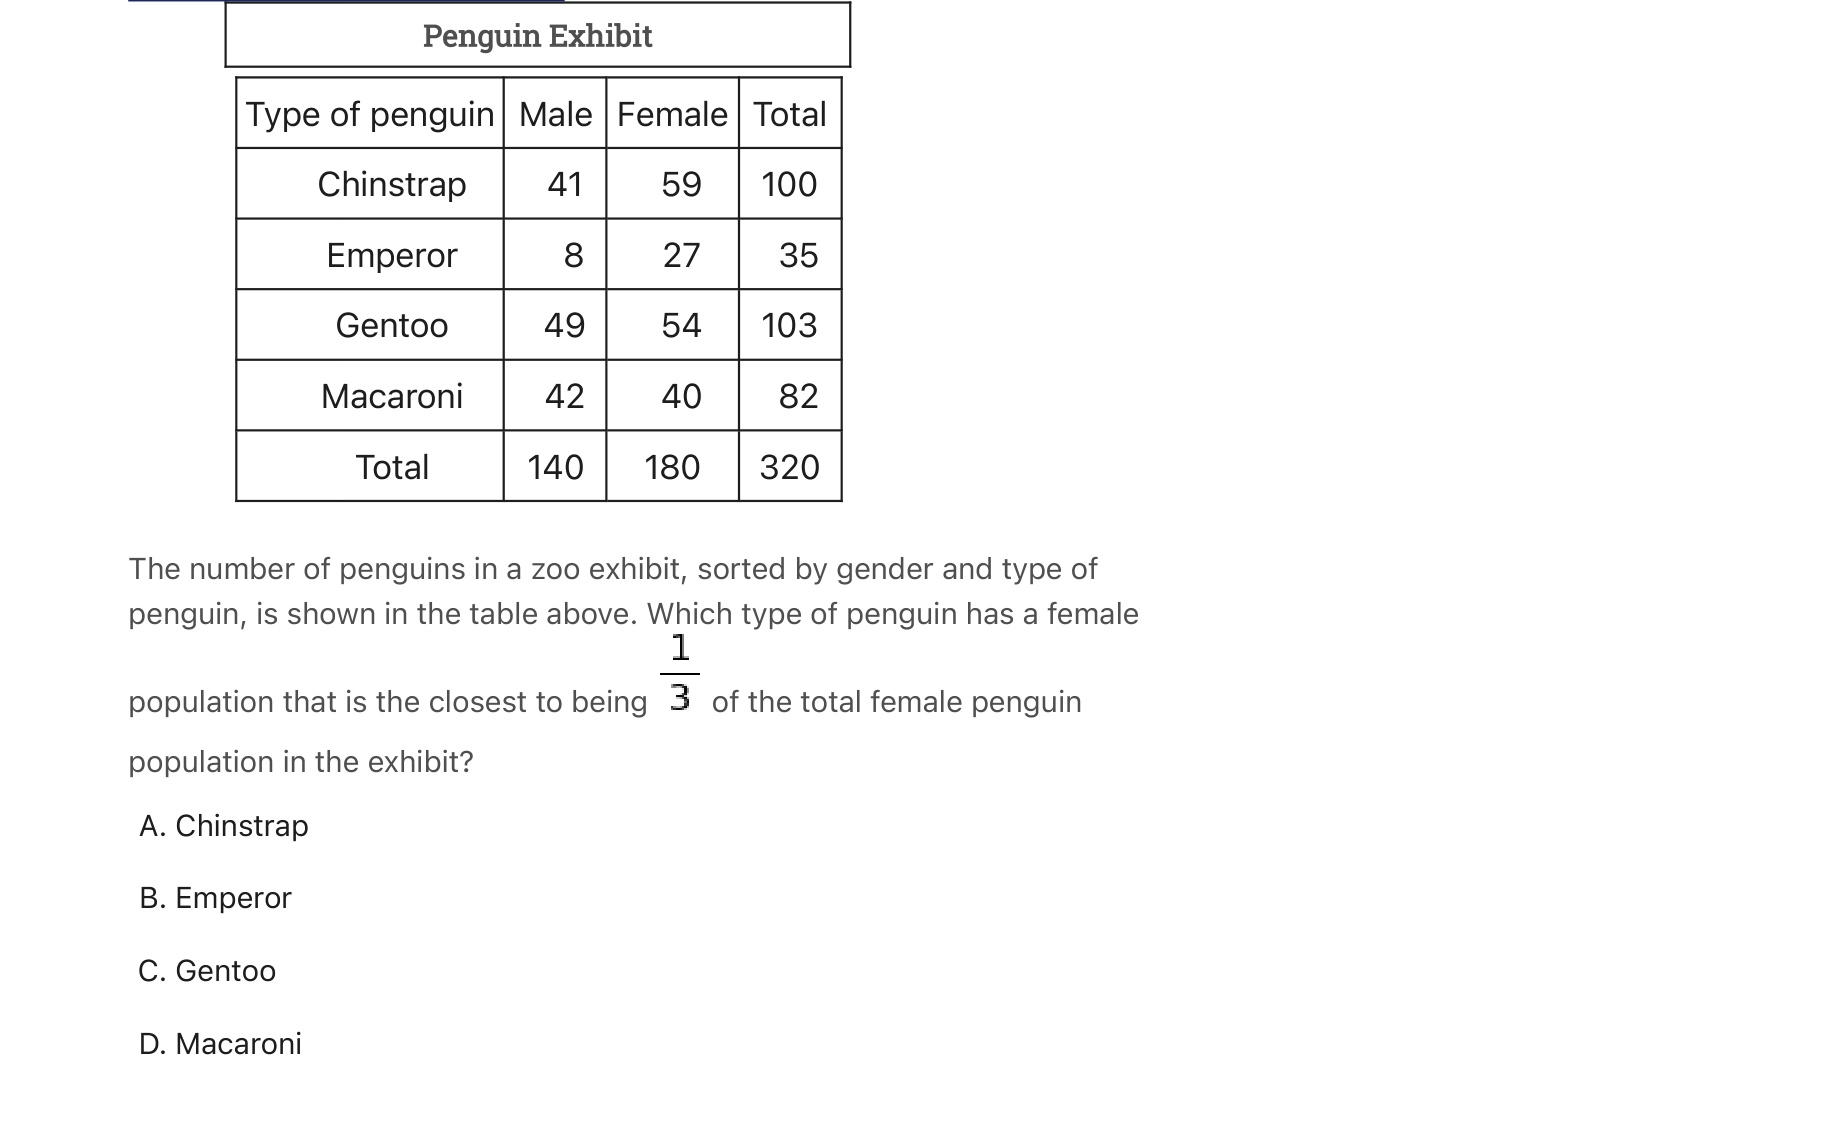 Penguin Exhibit
Type of penguin Male Female Total
Chinstrap 41 59 100
Emperor 8 27 35
Gentoo 49 54 103
Macaroni 42 40 82
Total 140 180 320
The number of penguins in a zoo exhibit, sorted by gender and type of
penguin, is shown in the table above. Which type of penguin has a female
population that is the closest to being 1/3 of the total female penguin
population in the exhibit?
A. Chinstrap
B. Emperor
C. Gentoo
D. Macaroni